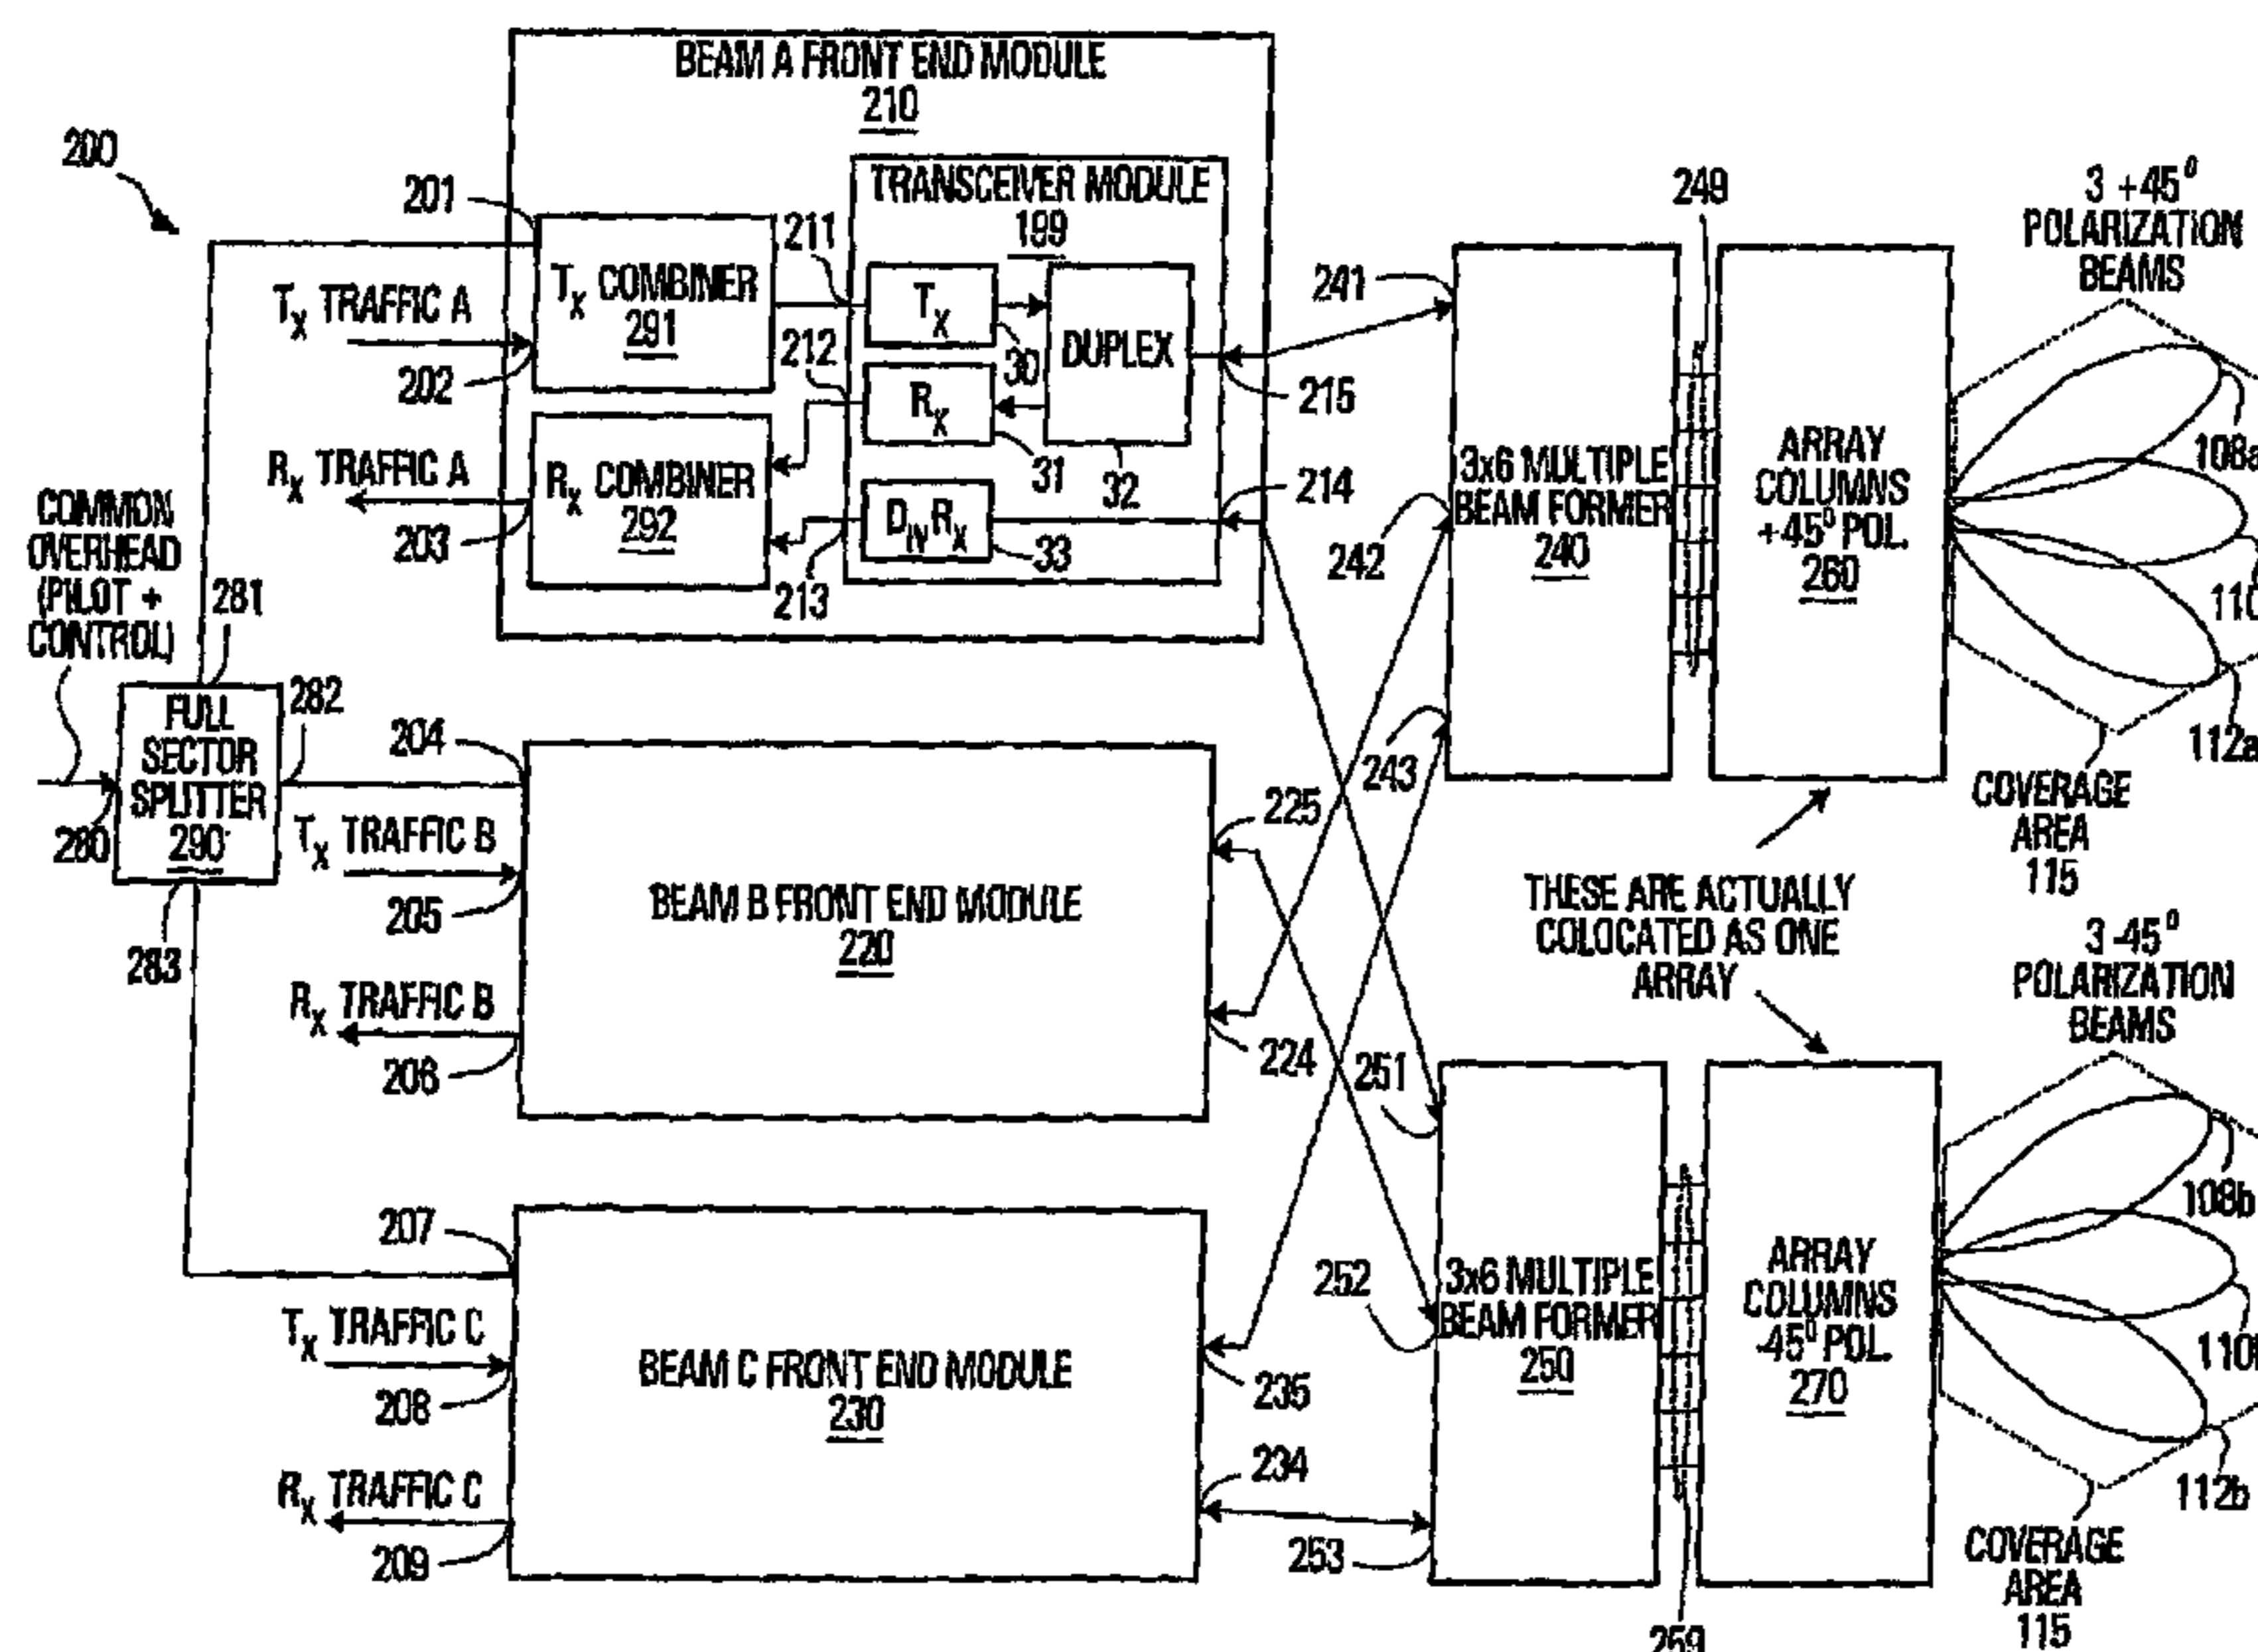 BEAM A FRONT END MODULE
210
200
TRANSCEIVER MODULE
199
201
211
TX COMBINER
291
TX TRAFFIC A
202
TX
30
DUPLEX
32
212
RX
31
215
RX TRAFFIC A
203
RX COMBINER
292
DIV RX
33
213
214
COMMON
OVERHEAD
(PILOT +
CONTROL)
281
FULL
SECTOR
SPLITTER
290
280
282
283
204
TX TRAFFIC B
205
BEAM B FRONT END MODULE
220
RX TRAFFIC B
206
225
224
207
TX TRAFFIC C
208
BEAM C FRONT END MODULE
230
RX TRAFFIC C
209
235
234
241
242
243
3x6 MULTIPLE
BEAM FORMER
240
249
ARRAY
COLUMNS
+45° POL.
260
3 +45°
POLARIZATION
BEAMS
108a
110
112a
COVERAGE
AREA
115
THESE ARE ACTUALLY
COLOCATED AS ONE
ARRAY
251
252
253
3x6 MULTIPLE
BEAM FORMER
250
259
ARRAY
COLUMNS
-45° POL.
270
3 -45°
POLARIZATION
BEAMS
108b
110b
112b
COVERAGE
AREA
115